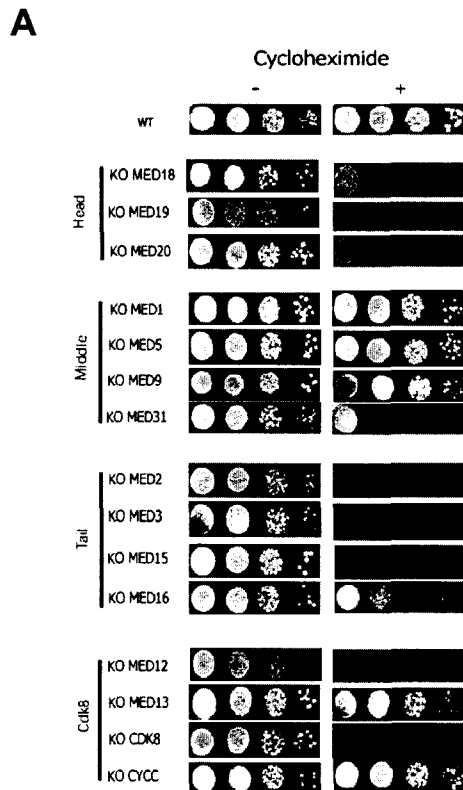 A
Cycloheximide
- +
WT
Head
KO MED18
KO MED19
KO MED20
Middle
KO MED1
KO MED5
KO MED9
KO MED31
Tail
KO MED2
KO MED3
KO MED15
KO MED16
Cdk8
KO MED12
KO MED13
KO CDK8
KO CYCC